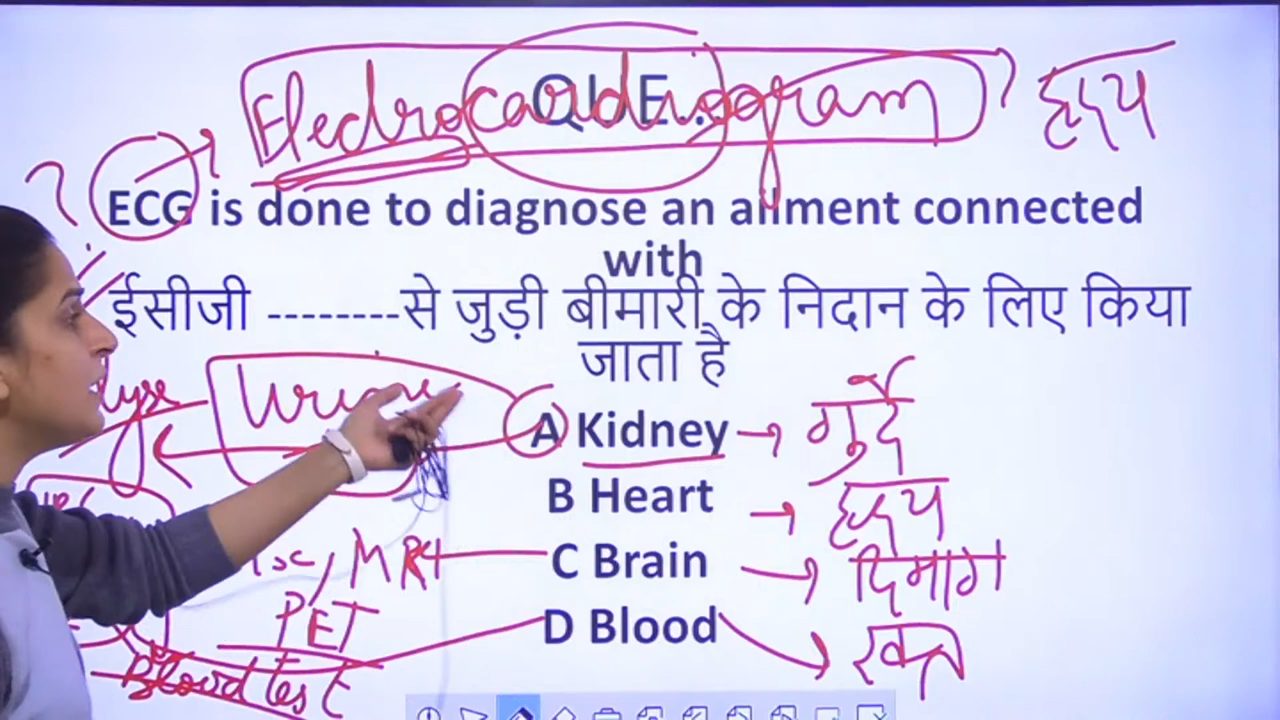 QUE.
Electrocardiogram
हृदय
?
ECG is done to diagnose an ailment connected
with
ईसीजी --------से जुड़ी बीमारी के निदान के लिए किया
जाता है
Urine
A Kidney → गुर्दे
B Heart → हृदय
MRI
C Brain → दिमाग
PET
D Blood → रक्त
Blood test